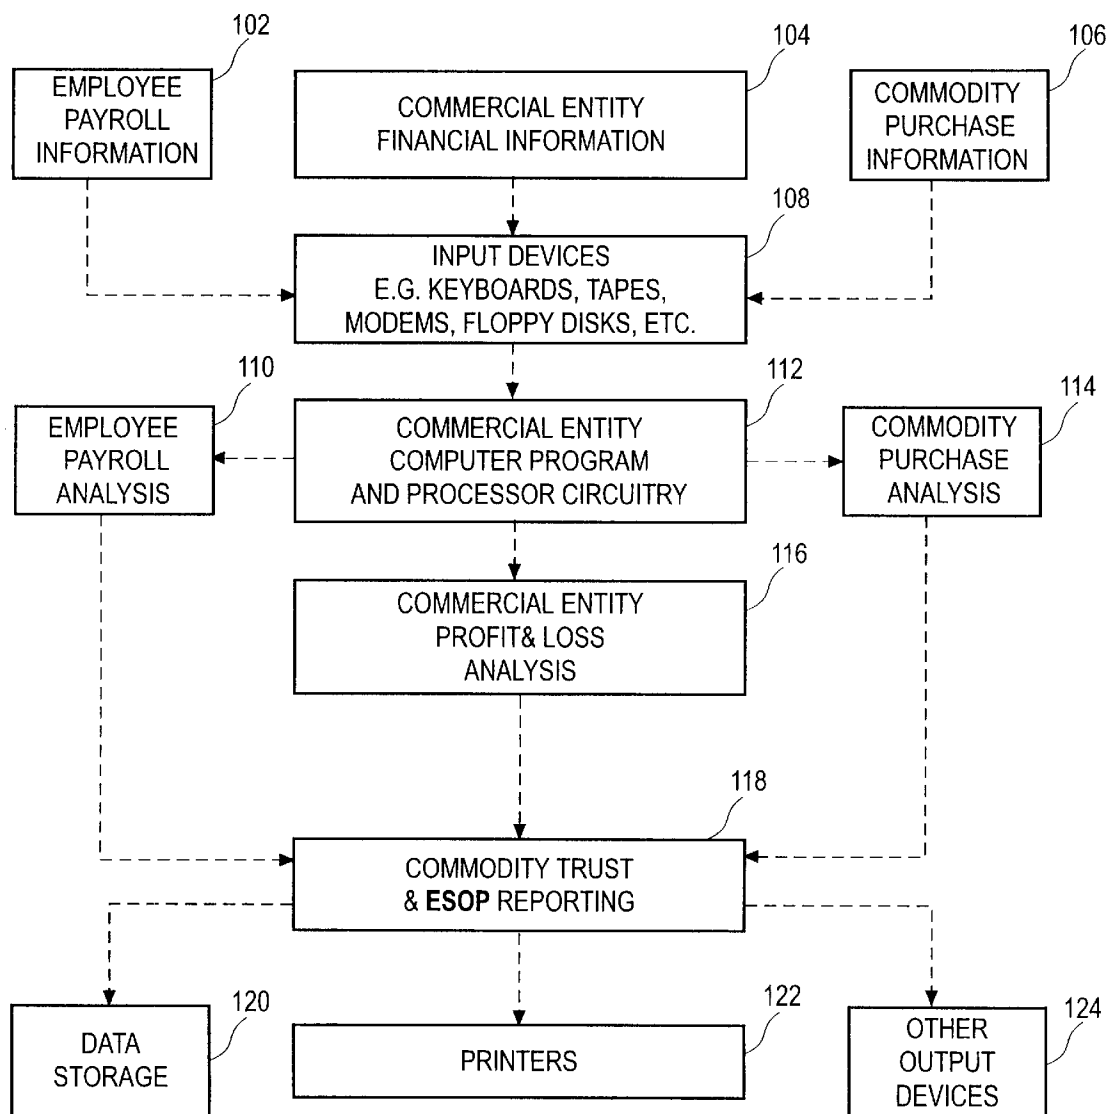 102
104
106
EMPLOYEE
PAYROLL
INFORMATION
COMMERCIAL ENTITY
FINANCIAL INFORMATION
COMMODITY
PURCHASE
INFORMATION
108
INPUT DEVICES
E.G. KEYBOARDS, TAPES,
MODEMS, FLOPPY DISKS, ETC.
110
112
114
EMPLOYEE
PAYROLL
ANALYSIS
COMMERCIAL ENTITY
COMPUTER PROGRAM
AND PROCESSOR CIRCUITRY
COMMODITY
PURCHASE
ANALYSIS
116
COMMERCIAL ENTITY
PROFIT& LOSS
ANALYSIS
118
COMMODITY TRUST
& ESOP REPORTING
120
122
124
DATA
STORAGE
PRINTERS
OTHER
OUTPUT
DEVICES